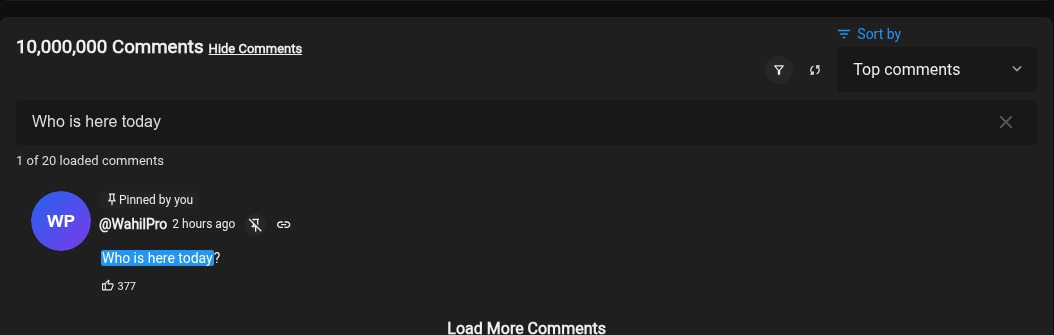 10,000,000 Comments Hide Comments
Sort by
Top comments
Who is here today
1 of 20 loaded comments
WP
Pinned by you
@WahilPro 2 hours ago
Who is here today?
377
Load More Comments